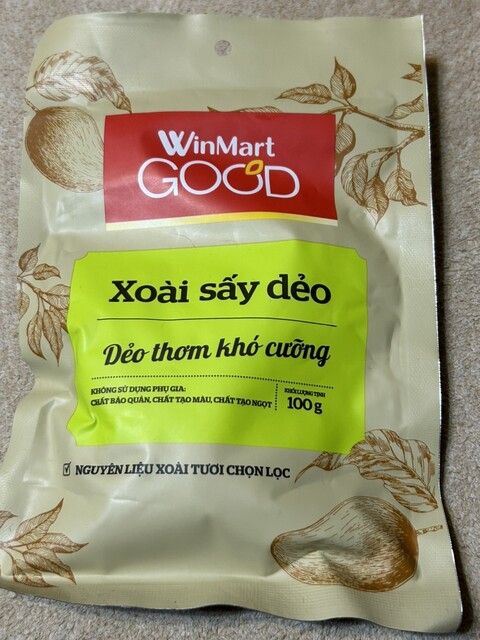 WinMart
GOOD
Xoài sấy dẻo
Dẻo thơm khó cưỡng
KHÔNG SỬ DỤNG PHỤ GIA:
CHẤT BẢO QUẢN, CHẤT TẠO MÀU, CHẤT TẠO NGỌT
KHỐI LƯỢNG TỊNH
100 g
NGUYÊN LIỆU XOÀI TƯƠI CHỌN LỌC